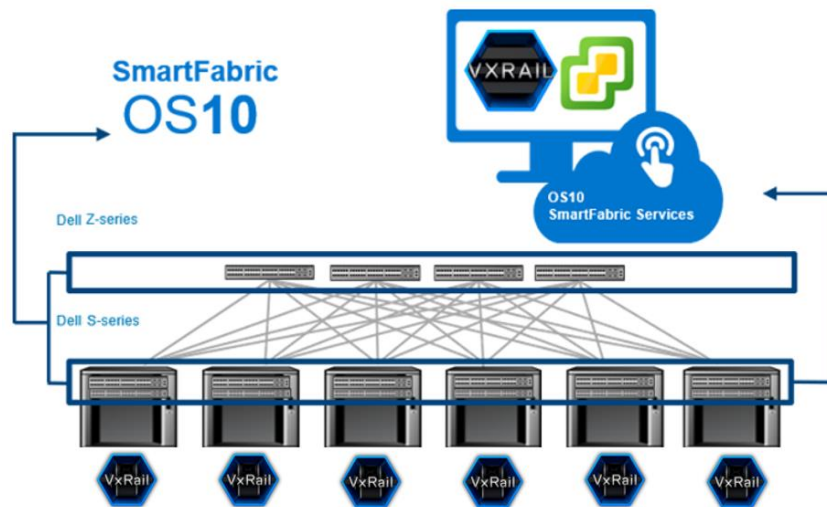 SmartFabric
OS10
VXRAIL
OS10
SmartFabric Services
Dell Z-series
Dell S-series
VxRail
VxRail
VxRail
VxRail
VxRail
VxRail